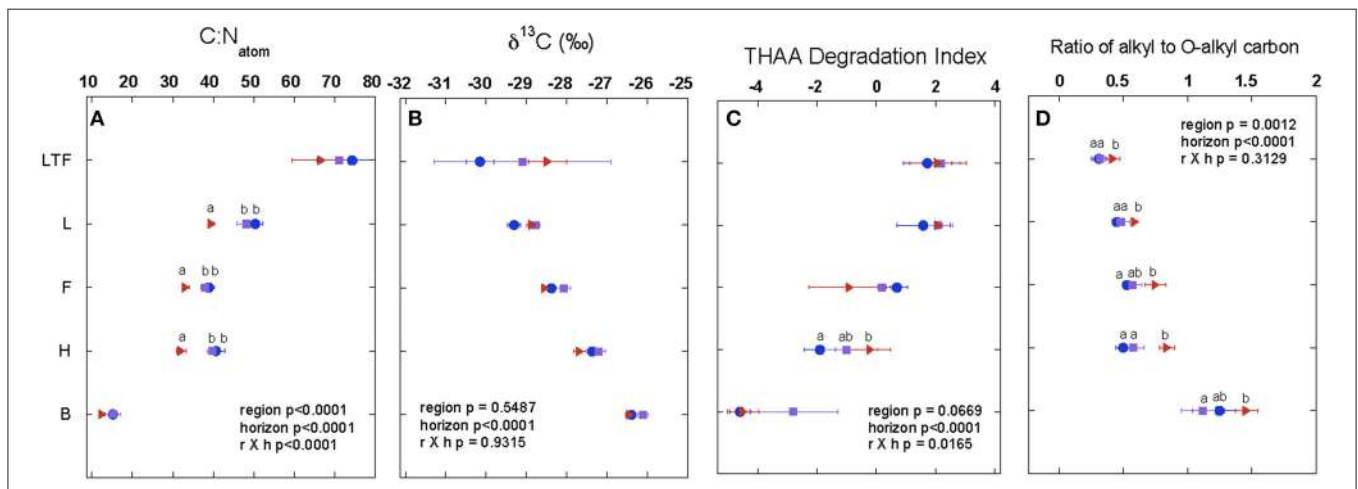 C:N atom
10 20 30 40 50 60 70 80
A
LTF
L
F
H
B
a b b
a b b
a b b
region p<0.0001
horizon p<0.0001
r X h p<0.0001
δ13C (‰)
-32 -31 -30 -29 -28 -27 -26 -25
B
region p = 0.5487
horizon p<0.0001
r X h p = 0.9315
THAA Degradation Index
-4 -2 0 2 4
C
a ab b
region p = 0.0669
horizon p<0.0001
r X h p = 0.0165
Ratio of alkyl to O-alkyl carbon
0 0.5 1 1.5 2
D
region p = 0.0012
horizon p<0.0001
r X h p = 0.3129
aa b
aa b
a ab b
a a b
a ab b